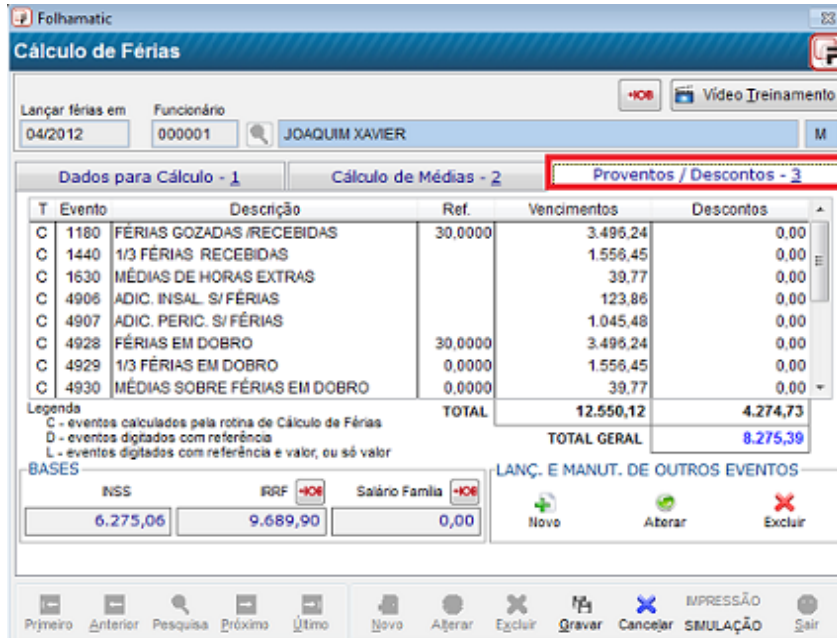 Folhamatic
Cálculo de Férias
IOB Vídeo Treinamento
Lançar férias em Funcionário
04/2012 000001 JOAQUIM XAVIER M
Dados para Cálculo - 1 Cálculo de Médias - 2 Proventos / Descontos - 3
T Evento Descrição Ref. Vencimentos Descontos
C 1180 FÉRIAS GOZADAS /RECEBIDAS 30,0000 3.496,24 0,00
C 1440 1/3 FÉRIAS RECEBIDAS 1.556,45 0,00
C 1630 MÉDIAS DE HORAS EXTRAS 39,77 0,00
C 4906 ADIC. INSAL. S/ FÉRIAS 123,86 0,00
C 4907 ADIC. PERIC. S/ FÉRIAS 1.045,48 0,00
C 4928 FÉRIAS EM DOBRO 30,0000 3.496,24 0,00
C 4929 1/3 FÉRIAS EM DOBRO 0,0000 1.556,45 0,00
C 4930 MÉDIAS SOBRE FÉRIAS EM DOBRO 0,0000 39,77 0,00
Legenda TOTAL 12.550,12 4.274,73
C - eventos calculados pela rotina de Cálculo de Férias
D - eventos digitados com referência TOTAL GERAL 8.275,39
L - eventos digitados com referência e valor, ou só valor
BASES LANÇ. E MANUT. DE OUTROS EVENTOS
INSS IRRF IOB Salário Família IOB
6.275,06 9.689,90 0,00 Novo Alterar Excluir
Primeiro Anterior Pesquisa Próximo Último Novo Alterar Excluir Gravar Cancelar IMPRESSÃO SIMULAÇÃO Sair